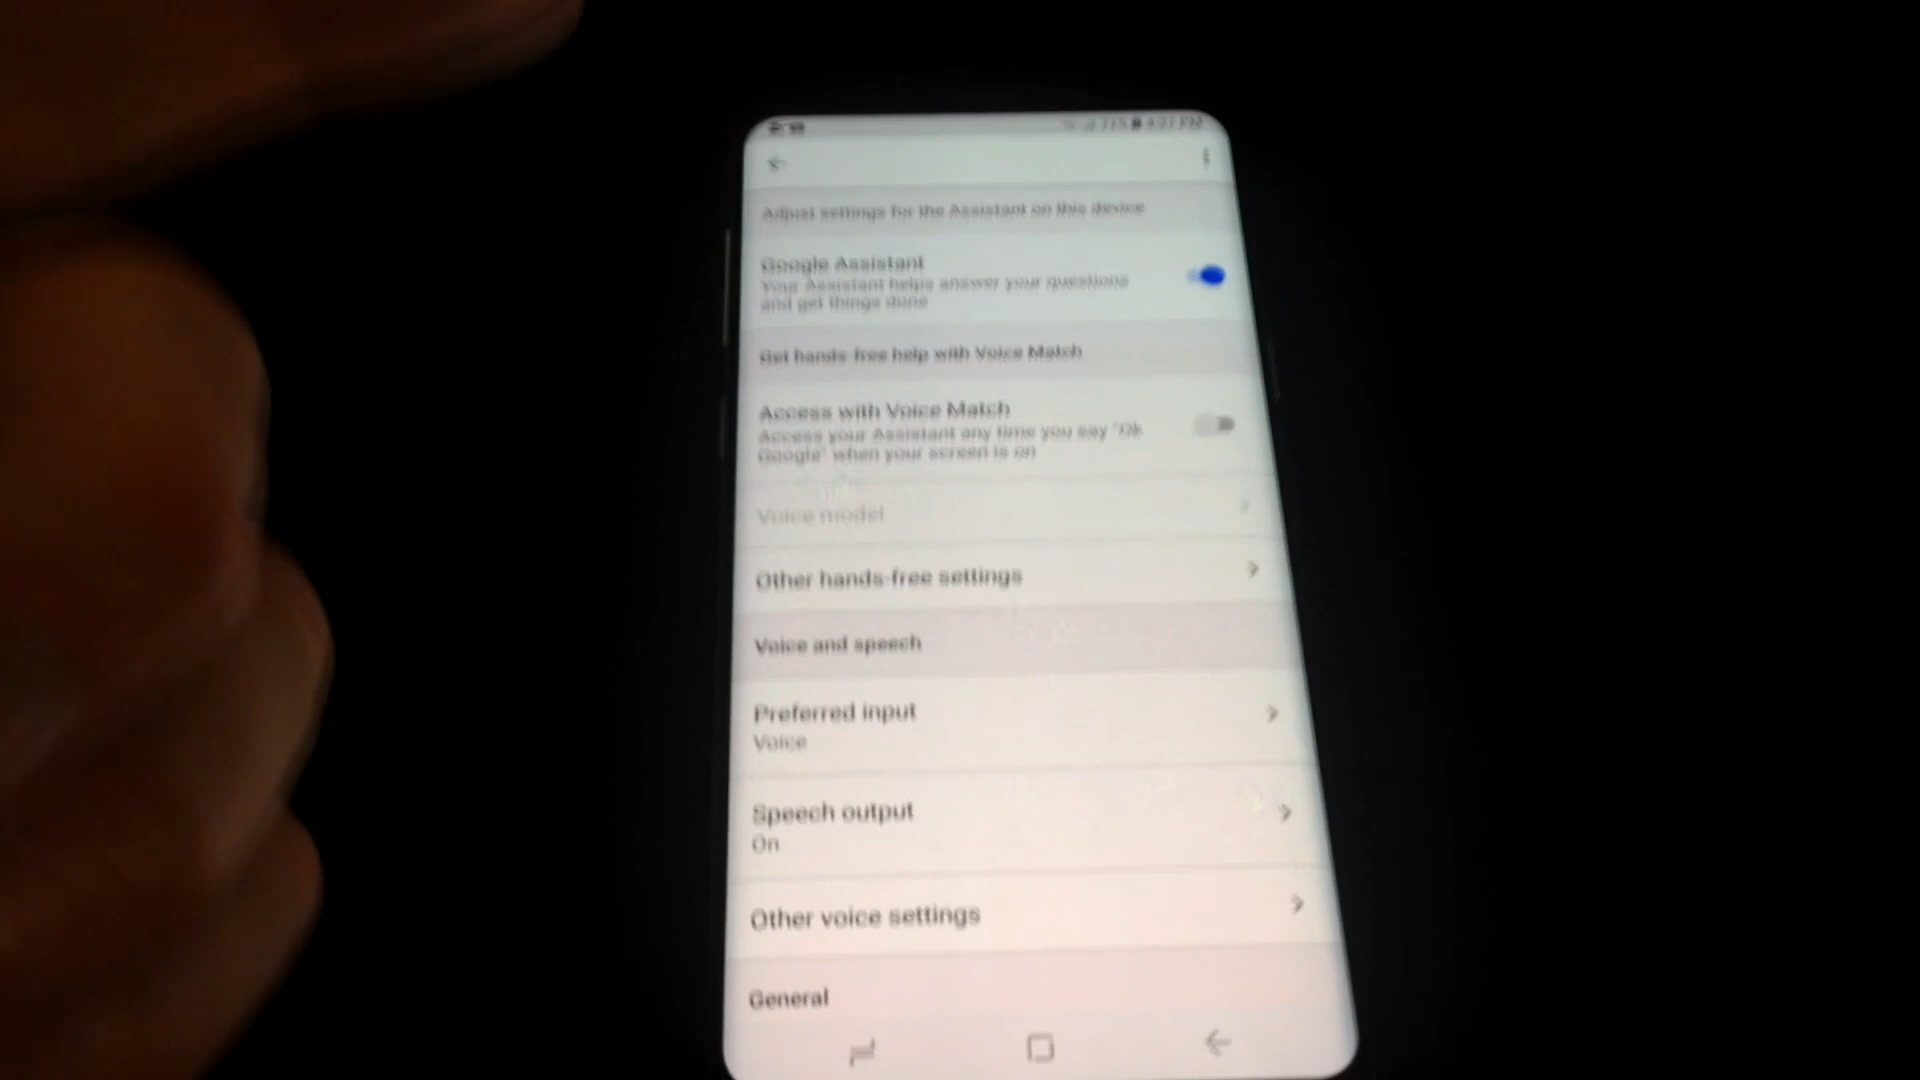 Adjust settings for the Assistant on this device
Google Assistant
Your Assistant helps answer your questions
and get things done
Get hands-free help with Voice Match
Access with Voice Match
Access your Assistant any time you say "Ok
Google" when your screen is on
Voice model
Other hands-free settings
Voice and speech
Preferred input
Voice
Speech output
On
Other voice settings
General